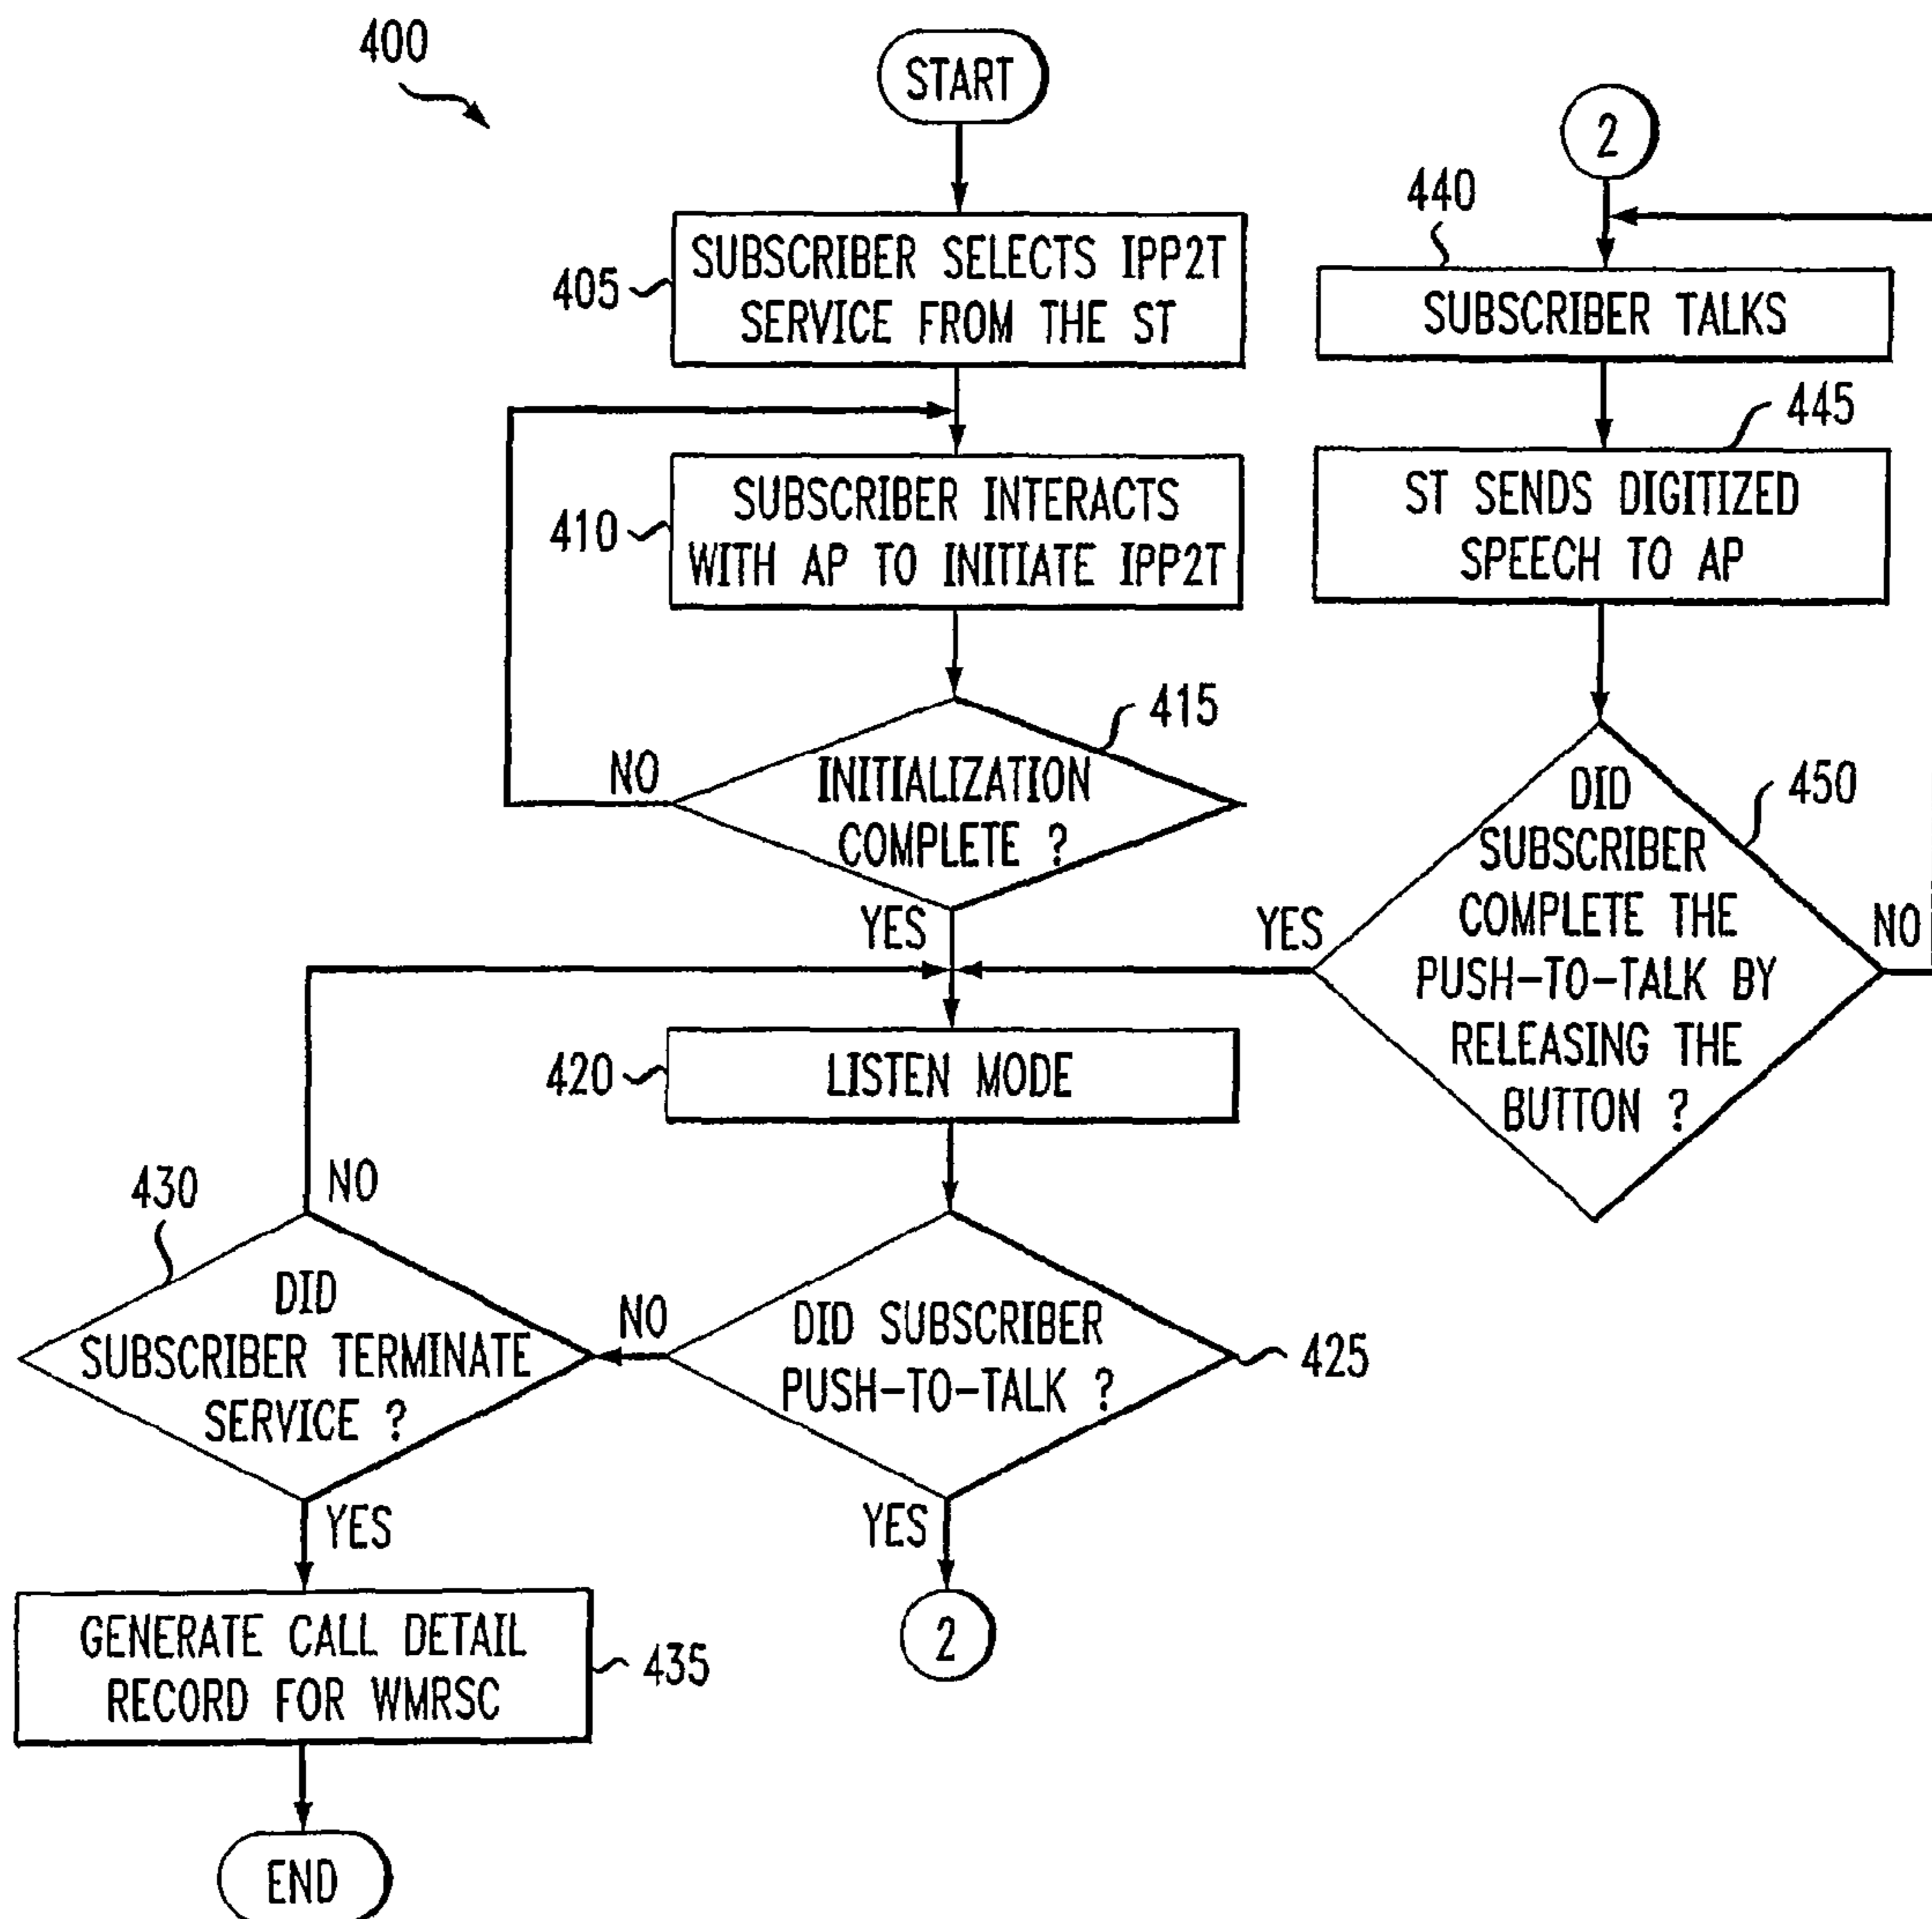 400
START
405
SUBSCRIBER SELECTS IPP2T
SERVICE FROM THE ST
410
SUBSCRIBER INTERACTS
WITH AP TO INITIATE IPP2T
415
INITIALIZATION
COMPLETE ?
NO
YES
420
LISTEN MODE
425
DID SUBSCRIBER
PUSH-TO-TALK ?
NO
YES
2
430
DID
SUBSCRIBER TERMINATE
SERVICE ?
NO
YES
435
GENERATE CALL DETAIL
RECORD FOR WMRSC
END
2
440
SUBSCRIBER TALKS
445
ST SENDS DIGITIZED
SPEECH TO AP
450
DID
SUBSCRIBER
COMPLETE THE
PUSH-TO-TALK BY
RELEASING THE
BUTTON ?
YES
NO